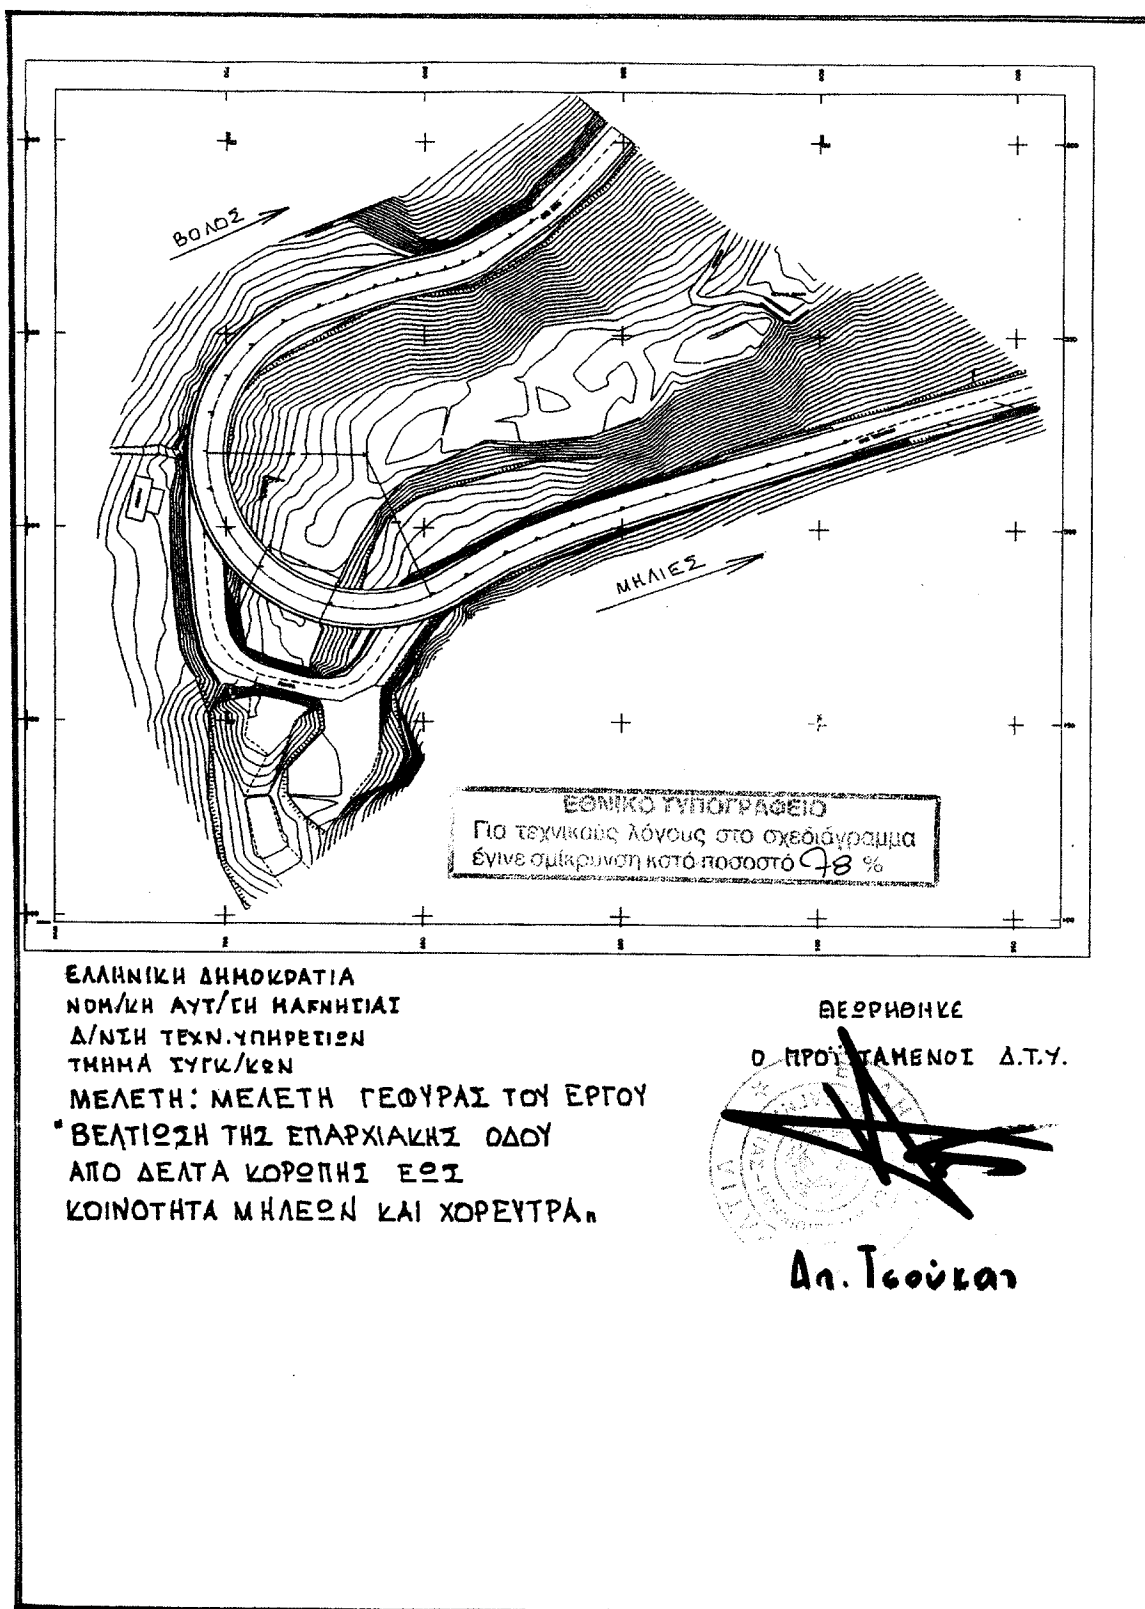 ΒΟΛΟΣ
ΜΗΛΙΕΣ
ΕΘΝΙΚΟ ΤΥΠΟΓΡΑΦΕΙΟ
Για τεχνικούς λόγους στο σχεδιάγραμμα
έγινε σμίκρυνση κατά ποσοστό 78 %
ΕΛΛΗΝΙΚΗ ΔΗΜΟΚΡΑΤΙΑ
ΝΟΜ/ΚΗ ΑΥΤ/ΣΗ ΜΑΓΝΗΣΙΑΣ
Δ/ΝΣΗ ΤΕΧΝ.ΥΠΗΡΕΣΙΩΝ
ΤΜΗΜΑ ΣΥΓΚ/ΚΩΝ
ΜΕΛΕΤΗ: ΜΕΛΕΤΗ ΓΕΦΥΡΑΣ ΤΟΥ ΕΡΓΟΥ
"ΒΕΛΤΙΩΣΗ ΤΗΣ ΕΠΑΡΧΙΑΚΗΣ ΟΔΟΥ
ΑΠΟ ΔΕΛΤΑ ΚΟΡΩΠΗΣ ΕΩΣ
ΚΟΙΝΟΤΗΤΑ ΜΗΛΕΩΝ ΚΑΙ ΧΟΡΕΥΤΡΑ"
ΘΕΩΡΗΘΗΚΕ
Ο ΠΡΟΪΣΤΑΜΕΝΟΣ Δ.Τ.Υ.
Απ. Τσούκας